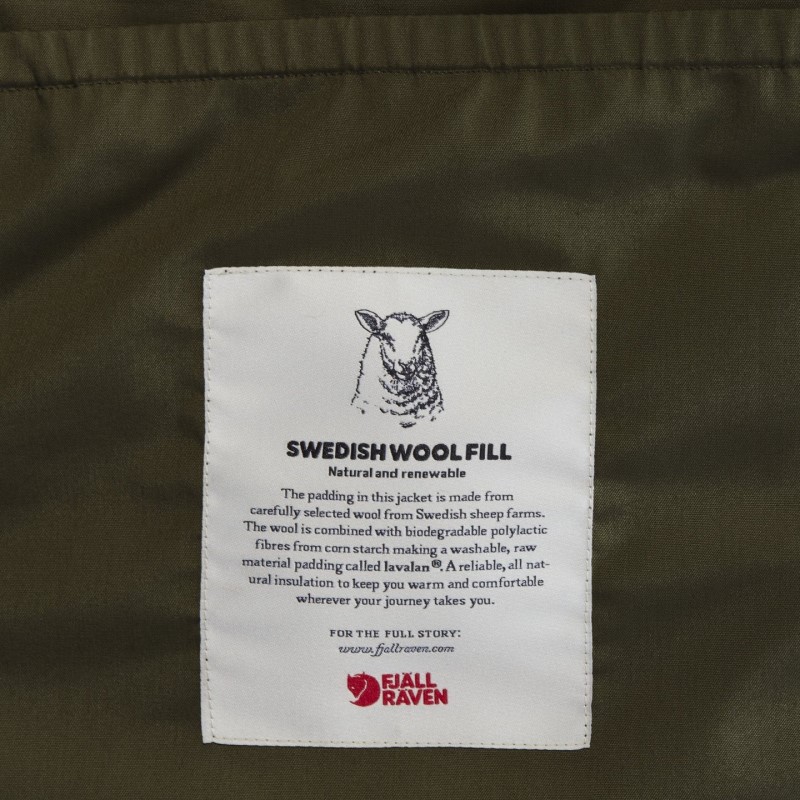 SWEDISH WOOL FILL
Natural and renewable
The padding in this jacket is made from
carefully selected wool from Swedish sheep farms.
The wool is combined with biodegradable polylactic
fibres from corn starch making a washable, raw
material padding called lavalan®. A reliable, all nat-
ural insulation to keep you warm and comfortable
wherever your journey takes you.
FOR THE FULL STORY:
www.fjallraven.com
FJÄLL
RÄVEN